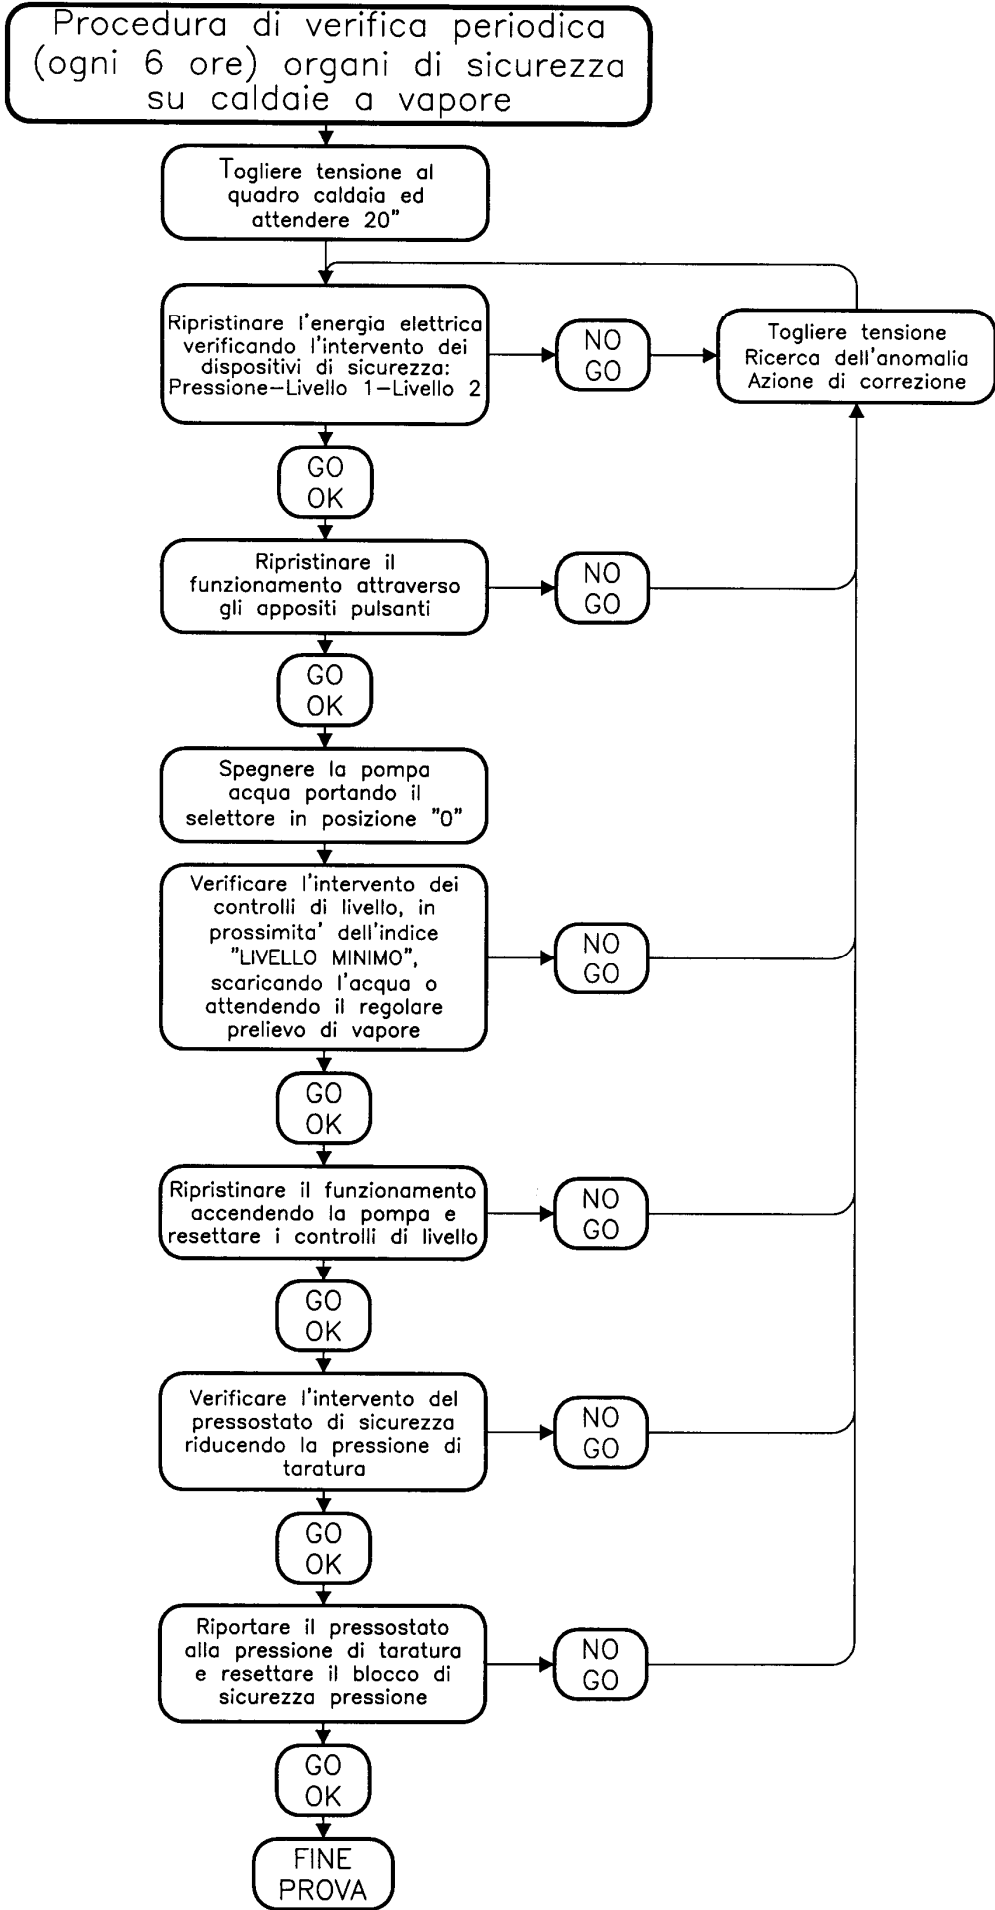 Procedura di verifica periodica
(ogni 6 ore) organi di sicurezza
su caldaie a vapore
Togliere tensione al
quadro caldaia ed
attendere 20"
Ripristinare l'energia elettrica
verificando l'intervento dei
dispositivi di sicurezza:
Pressione-Livello 1-Livello 2
NO
GO
Togliere tensione
Ricerca dell'anomalia
Azione di correzione
GO
OK
Ripristinare il
funzionamento attraverso
gli appositi pulsanti
NO
GO
GO
OK
Spegnere la pompa
acqua portando il
selettore in posizione "0"
Verificare l'intervento dei
controlli di livello, in
prossimita' dell'indice
"LIVELLO MINIMO",
scaricando l'acqua o
attendendo il regolare
prelievo di vapore
NO
GO
GO
OK
Ripristinare il funzionamento
accendendo la pompa e
resettare i controlli di livello
NO
GO
GO
OK
Verificare l'intervento del
pressostato di sicurezza
riducendo la pressione di
taratura
NO
GO
GO
OK
Riportare il pressostato
alla pressione di taratura
e resettare il blocco di
sicurezza pressione
NO
GO
GO
OK
FINE
PROVA